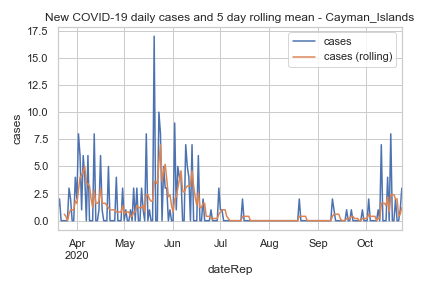 New COVID-19 daily cases and 5 day rolling mean - Cayman_Islands
cases
cases (rolling)
17.5
15.0
12.5
10.0
7.5
5.0
2.5
0.0
cases
Apr May Jun Jul Aug Sep Oct
2020
dateRep